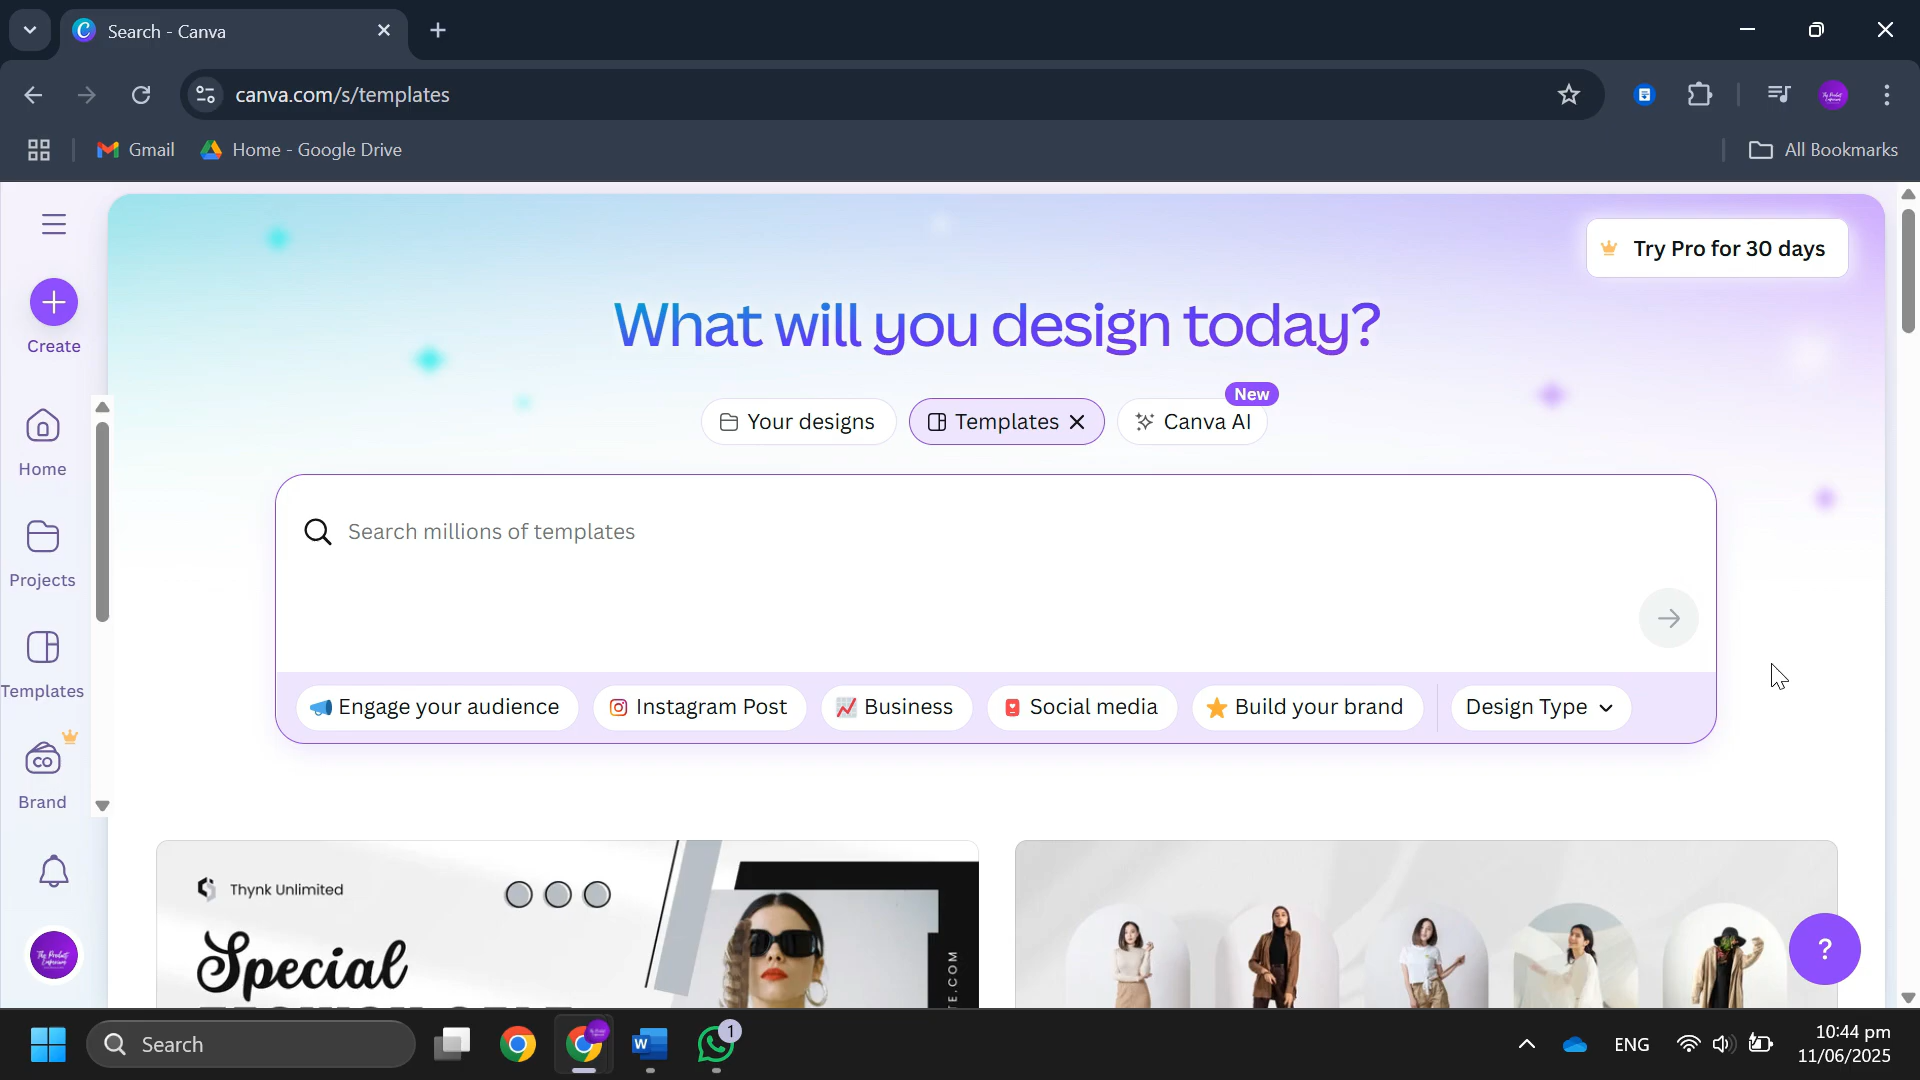 Search - Canva
canva.com/s/templates
Gmail
Home - Google Drive
All Bookmarks
Try Pro for 30 days
What will you design today?
Create
New
Your designs
Templates
Canva AI
Home
Search millions of templates
Projects
Templates
Engage your audience
Instagram Post
Business
Social media
Build your brand
Design Type
CO
Brand
Thynk Unlimited
Special
?
Search
W
1
ENG
10:44 pm
11/06/2025